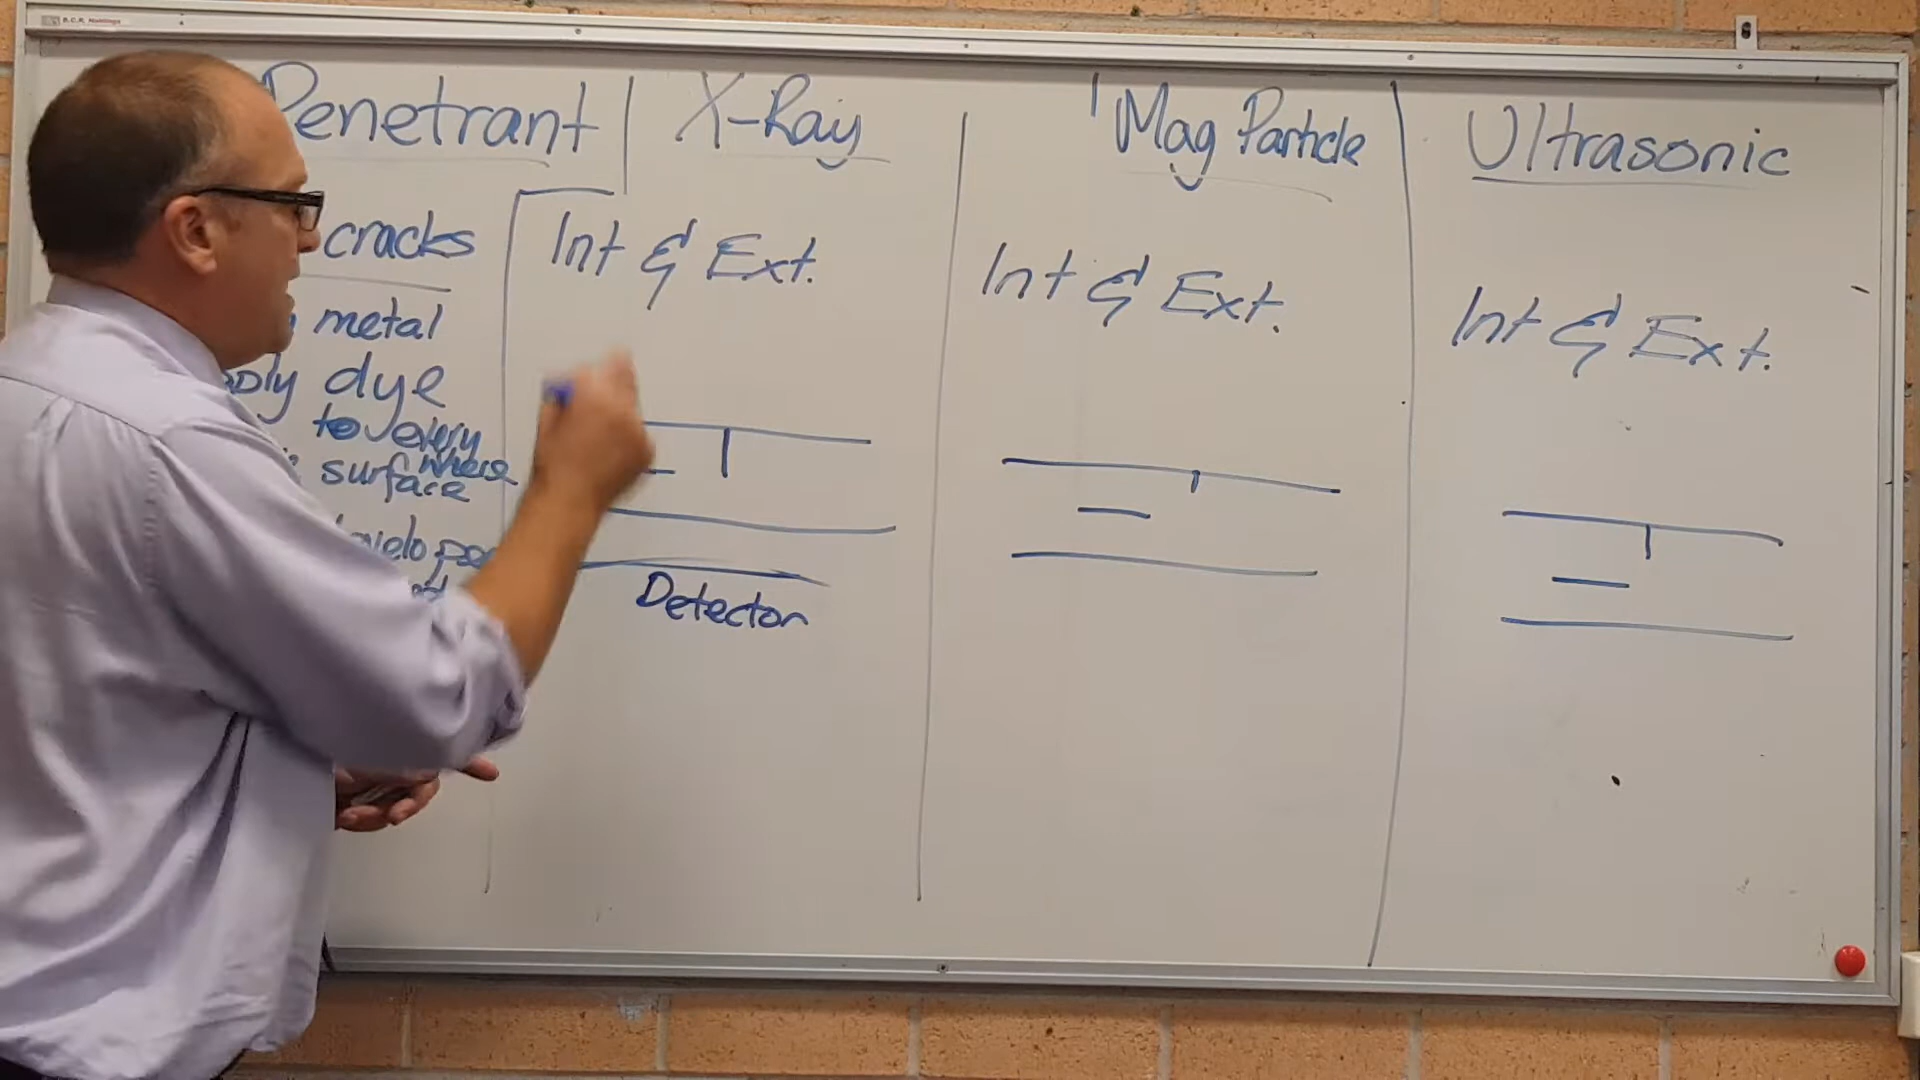 B.C.R. Holdings
Penetrant
cracks
metal
dye
to every
where
surface
X-Ray
Int & Ext.
Detector
Mag Particle
Int & Ext.
Ultrasonic
Int & Ext.